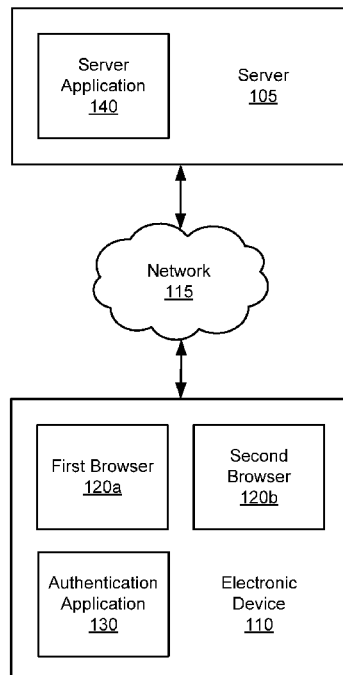 Server
Application
140
Server
105
Network
115
First Browser
120a
Second
Browser
120b
Authentication
Application
130
Electronic
Device
110